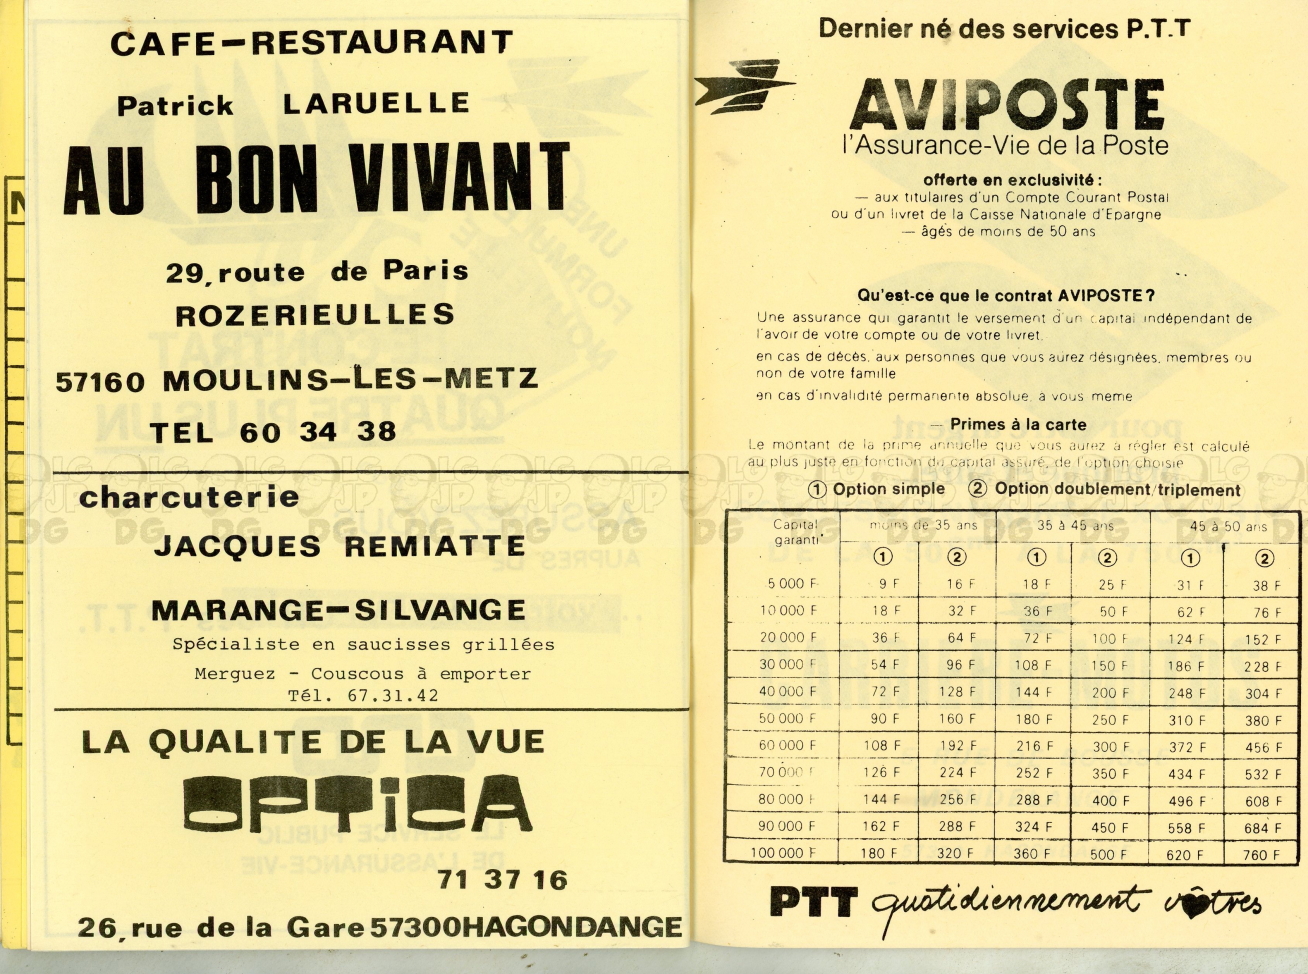 CAFE-RESTAURANT
Patrick LARUELLE
AU BON VIVANT
29, route de Paris
ROZERIEULLES
57160 MOULINS-LES-METZ
TEL 60 34 38
charcuterie
JACQUES REMIATTE
MARANGE-SILVANGE
Spécialiste en saucisses grillées
Merguez - Couscous à emporter
Tél. 67.31.42
LA QUALITE DE LA VUE
OPTiCA
71 37 16
26, rue de la Gare 57300 HAGONDANGE
Dernier né des services P.T.T
AVIPOSTE
l'Assurance-Vie de la Poste
offerte en exclusivité :
— aux titulaires d'un Compte Courant Postal
ou d'un livret de la Caisse Nationale d'Epargne
— âgés de moins de 50 ans
Qu'est-ce que le contrat AVIPOSTE ?
Une assurance qui garantit le versement d'un capital indépendant de
l'avoir de votre compte ou de votre livret,
en cas de décès, aux personnes que vous aurez désignées, membres ou
non de votre famille
en cas d'invalidité permanente absolue, à vous meme
— Primes à la carte
Le montant de la prime annuelle que vous aurez à régler est calculé
au plus juste en fonction du capital assuré, de l'option choisie
① Option simple ② Option doublement/triplement
Capital garanti moins de 35 ans 35 à 45 ans 45 à 50 ans
① ② ① ② ① ②
5 000 F 9 F 16 F 18 F 25 F 31 F 38 F
10 000 F 18 F 32 F 36 F 50 F 62 F 76 F
20 000 F 36 F 64 F 72 F 100 F 124 F 152 F
30 000 F 54 F 96 F 108 F 150 F 186 F 228 F
40 000 F 72 F 128 F 144 F 200 F 248 F 304 F
50 000 F 90 F 160 F 180 F 250 F 310 F 380 F
60 000 F 108 F 192 F 216 F 300 F 372 F 456 F
70 000 F 126 F 224 F 252 F 350 F 434 F 532 F
80 000 F 144 F 256 F 288 F 400 F 496 F 608 F
90 000 F 162 F 288 F 324 F 450 F 558 F 684 F
100 000 F 180 F 320 F 360 F 500 F 620 F 760 F
PTT quotidiennement vôtres